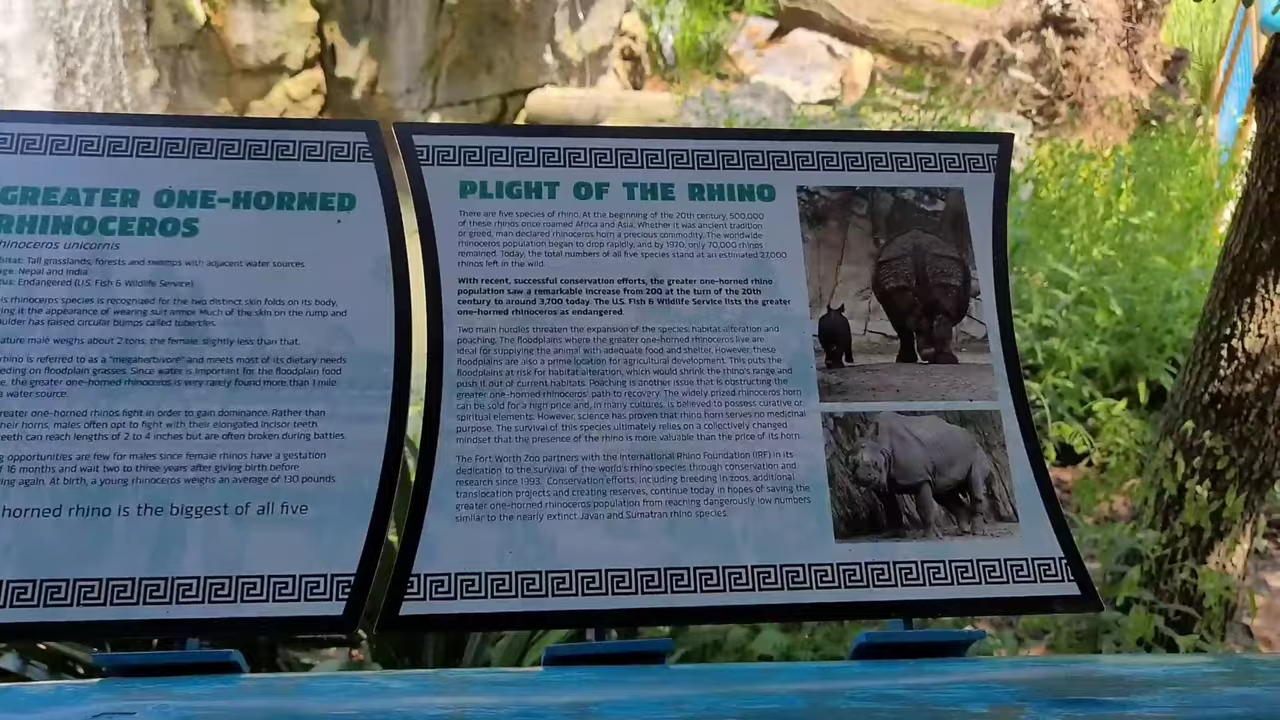 GREATER ONE-HORNED
RHINOCEROS
hinoceros unicornis
itat: Tall grasslands, forests and swamps with adjacent water sources.
ge: Nepal and India
tus: Endangered (U.S. Fish & Wildlife Service)
is rhinoceros species is recognized for the two distinct skin folds on its body,
ing it the appearance of wearing suit armor. Much of the skin on the rump and
ulder has raised circular bumps called tubercles.
ature male weighs about 2 tons; the female, slightly less than that.
rhino is referred to as a "megaherbivore" and meets most of its dietary needs
eding on floodplain grasses. Since water is important for the floodplain food
e, the greater one-horned rhinoceros is very rarely found more than 1 mile
a water source.
reater one-horned rhinos fight in order to gain dominance. Rather than
heir horns, males often opt to fight with their elongated incisor teeth
eeth can reach lengths of 2 to 4 inches but are often broken during battles.
g opportunities are few for males since female rhinos have a gestation
f 16 months and wait two to three years after giving birth before
ing again. At birth, a young rhinoceros weighs an average of 130 pounds
horned rhino is the biggest of all five
PLIGHT OF THE RHINO
There are five species of rhino. At the beginning of the 20th century, 500,000
of these rhinos once roamed Africa and Asia. Whether it was ancient tradition
or greed, man declared rhinoceros horn a precious commodity. The worldwide
rhinoceros population began to drop rapidly, and by 1970, only 70,000 rhinos
remained. Today, the total numbers of all five species stand at an estimated 27,000
rhinos left in the wild.
With recent, successful conservation efforts, the greater one-horned rhino
population saw a remarkable increase from 200 at the turn of the 20th
century to around 3,700 today. The U.S. Fish & Wildlife Service lists the greater
one-horned rhinoceros as endangered.
Two main hurdles threaten the expansion of the species: habitat alteration and
poaching. The floodplains where the greater one-horned rhinoceros live are
ideal for supplying the animal with adequate food and shelter. However, these
floodplains are also a prime location for agricultural development. This puts the
floodplains at risk for habitat alteration, which would shrink the rhino's range and
push it out of current habitats. Poaching is another issue that is obstructing the
greater one-horned rhinoceros' path to recovery. The widely prized rhinoceros horn
can be sold for a high price and, in many cultures, is believed to possess curative or
spiritual elements. However, science has proven that rhino horn serves no medicinal
purpose. The survival of this species ultimately relies on a collectively changed
mindset that the presence of the rhino is more valuable than the price of its horn.
The Fort Worth Zoo partners with the International Rhino Foundation (IRF) in its
dedication to the survival of the world's rhino species through conservation and
research since 1993. Conservation efforts, including breeding in zoos, additional
translocation projects and creating reserves, continue today in hopes of saving the
greater one-horned rhinoceros population from reaching dangerously low numbers
similar to the nearly extinct Javan and Sumatran rhino species.